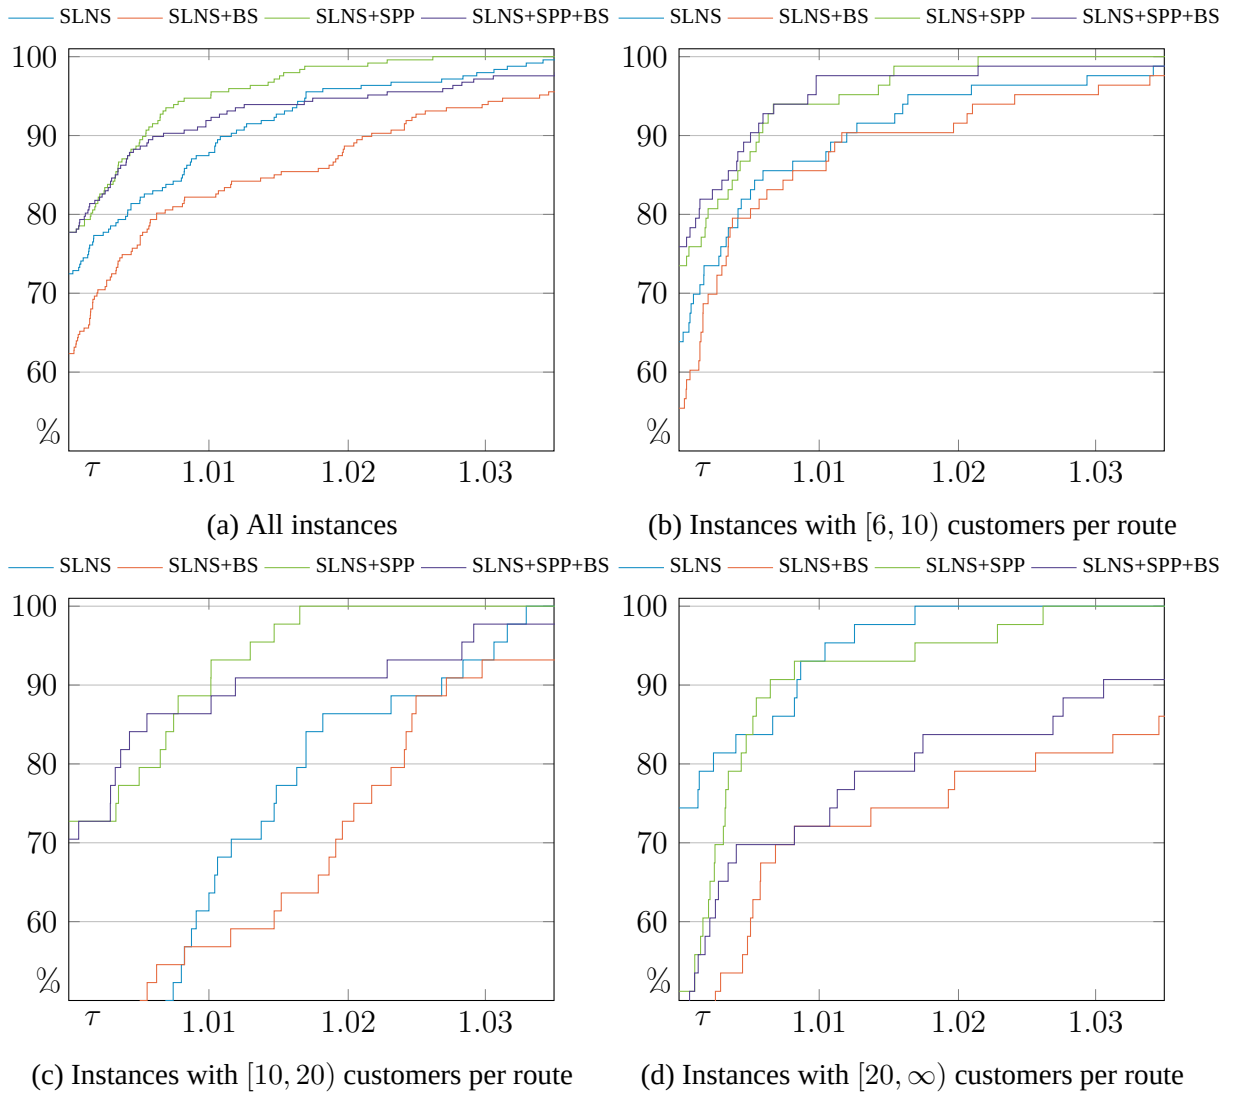 SLNS SLNS+BS SLNS+SPP SLNS+SPP+BS SLNS SLNS+BS SLNS+SPP SLNS+SPP+BS
100
90
80
70
60
%
τ 1.01 1.02 1.03
(a) All instances
100
90
80
70
60
%
τ 1.01 1.02 1.03
(b) Instances with [6, 10) customers per route
SLNS SLNS+BS SLNS+SPP SLNS+SPP+BS SLNS SLNS+BS SLNS+SPP SLNS+SPP+BS
100
90
80
70
60
%
τ 1.01 1.02 1.03
(c) Instances with [10, 20) customers per route
100
90
80
70
60
%
τ 1.01 1.02 1.03
(d) Instances with [20, ∞) customers per route